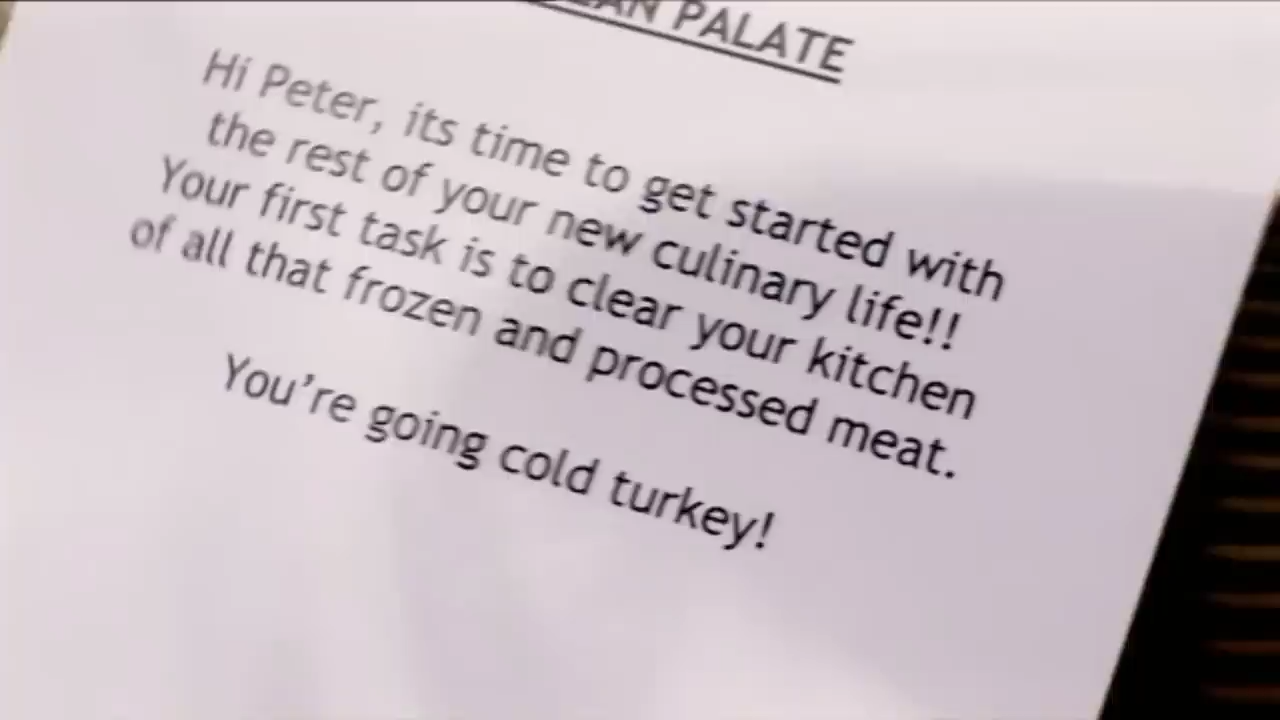 PALATE
Hi Peter, its time to get started with
the rest of your new culinary life!!
Your first task is to clear your kitchen
of all that frozen and processed meat.
You're going cold turkey!